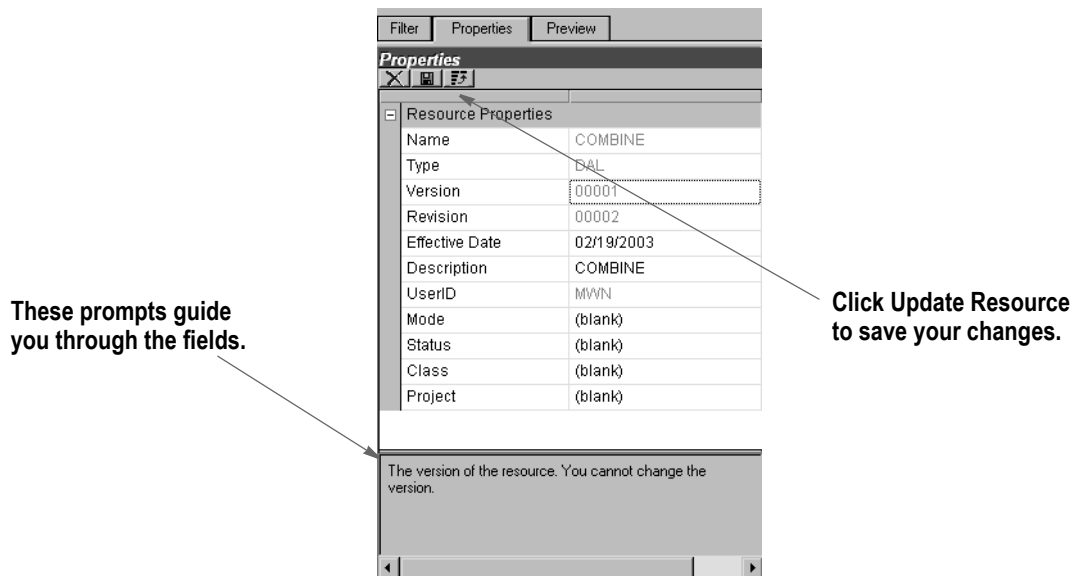 Filter Properties Preview
Properties
Resource Properties
Name COMBINE
Type DAL
Version 00001
Revision 00002
Effective Date 02/19/2003
Description COMBINE
UserID MWN
Mode (blank)
Status (blank)
Class (blank)
Project (blank)
The version of the resource. You cannot change the
version.
These prompts guide
you through the fields.
Click Update Resource
to save your changes.